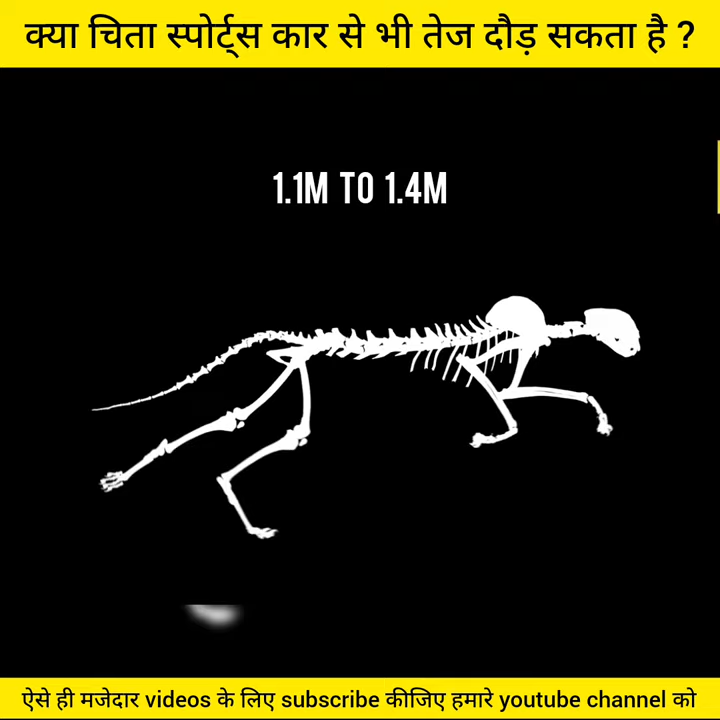 क्या चिता स्पोर्ट्स कार से भी तेज दौड़ सकता है ?
1.1M TO 1.4M
ऐसे ही मजेदार videos के लिए subscribe कीजिए हमारे youtube channel को